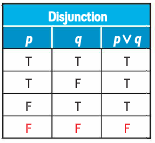 Disjunction
p q p ∨ q
T T T
T F T
F T T
F F F